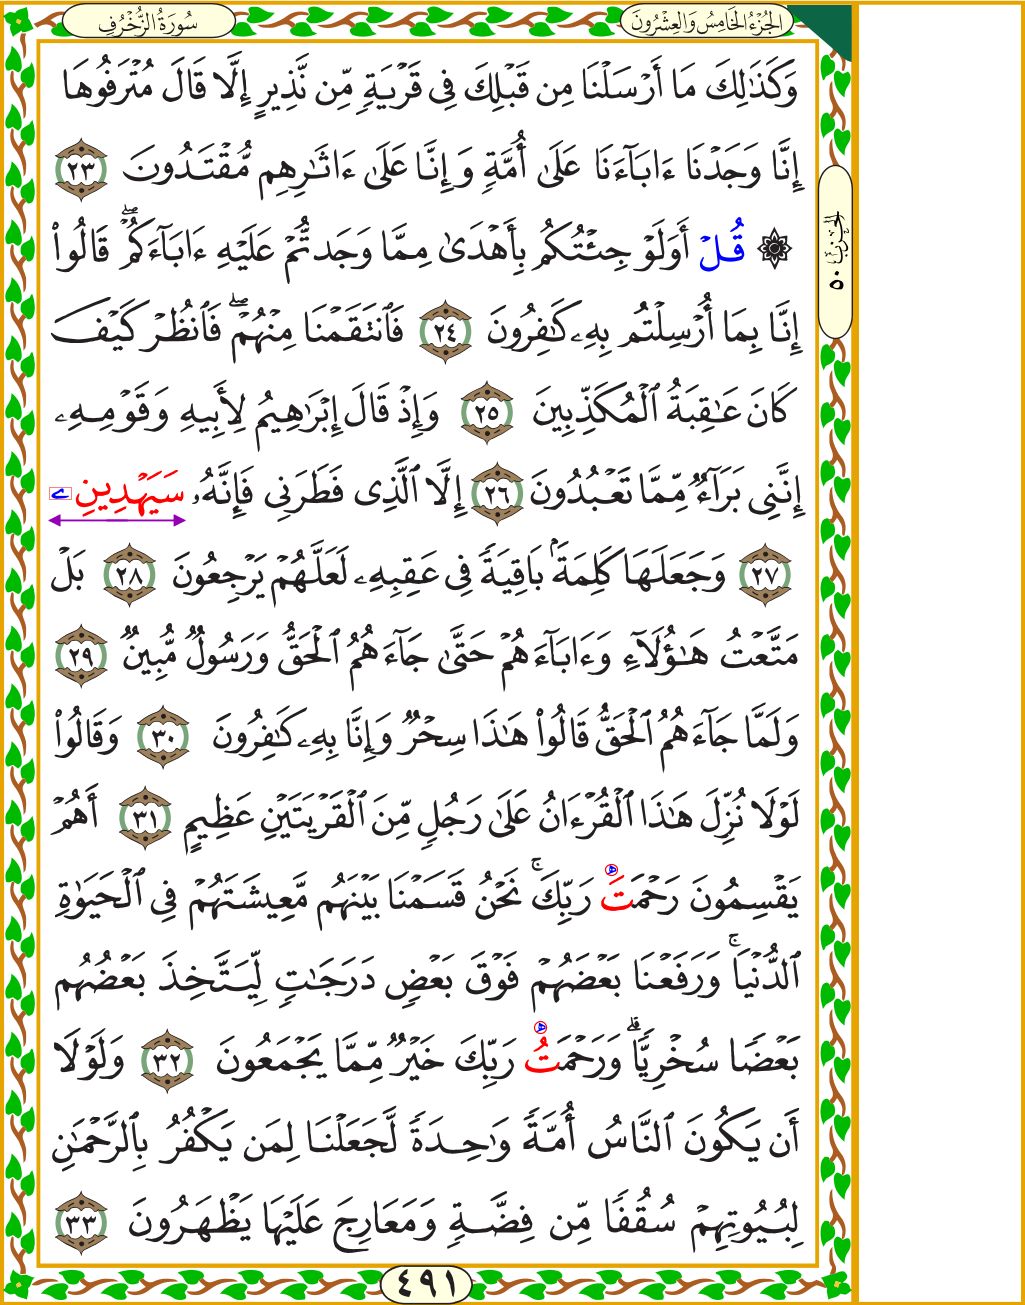 سُورَةُ الزُّخْرُفِ
الجُزْءُ الخَامِسُ وَالعِشْرُونَ
وَكَذَٰلِكَ مَا أَرْسَلْنَا مِن قَبْلِكَ فِى قَرْيَةٍ مِّن نَّذِيرٍ إِلَّا قَالَ مُتْرَفُوهَا
إِنَّا وَجَدْنَا ءَابَآءَنَا عَلَىٰ أُمَّةٍ وَإِنَّا عَلَىٰ ءَاثَٰرِهِم مُّقْتَدُونَ ٢٣
۞ قُلْ أَوَلَوْ جِئْتُكُم بِأَهْدَىٰ مِمَّا وَجَدتُّمْ عَلَيْهِ ءَابَآءَكُمْۖ قَالُوا۟
إِنَّا بِمَا أُرْسِلْتُم بِهِۦ كَٰفِرُونَ ٢٤ فَٱنتَقَمْنَا مِنْهُمْۖ فَٱنظُرْ كَيْفَ
كَانَ عَٰقِبَةُ ٱلْمُكَذِّبِينَ ٢٥ وَإِذْ قَالَ إِبْرَٰهِيمُ لِأَبِيهِ وَقَوْمِهِۦ
إِنَّنِى بَرَآءٌ مِّمَّا تَعْبُدُونَ ٢٦ إِلَّا ٱلَّذِى فَطَرَنِى فَإِنَّهُۥ سَيَهْدِينِ ے
٢٧ وَجَعَلَهَا كَلِمَةًۢ بَاقِيَةً فِى عَقِبِهِۦ لَعَلَّهُمْ يَرْجِعُونَ ٢٨ بَلْ
مَتَّعْتُ هَٰٓؤُلَآءِ وَءَابَآءَهُمْ حَتَّىٰ جَآءَهُمُ ٱلْحَقُّ وَرَسُولٌ مُّبِينٌ ٢٩
وَلَمَّا جَآءَهُمُ ٱلْحَقُّ قَالُوا۟ هَٰذَا سِحْرٌ وَإِنَّا بِهِۦ كَٰفِرُونَ ٣٠ وَقَالُوا۟
لَوْلَا نُزِّلَ هَٰذَا ٱلْقُرْءَانُ عَلَىٰ رَجُلٍ مِّنَ ٱلْقَرْيَتَيْنِ عَظِيمٍ ٣١ أَهُمْ
يَقْسِمُونَ رَحْمَتَ رَبِّكَۚ نَحْنُ قَسَمْنَا بَيْنَهُم مَّعِيشَتَهُمْ فِى ٱلْحَيَوٰةِ
ٱلدُّنْيَاۚ وَرَفَعْنَا بَعْضَهُمْ فَوْقَ بَعْضٍ دَرَجَٰتٍ لِّيَتَّخِذَ بَعْضُهُم
بَعْضًا سُخْرِيًّاۗ وَرَحْمَتُ رَبِّكَ خَيْرٌ مِّمَّا يَجْمَعُونَ ٣٢ وَلَوْلَا
أَن يَكُونَ ٱلنَّاسُ أُمَّةً وَٰحِدَةً لَّجَعَلْنَا لِمَن يَكْفُرُ بِٱلرَّحْمَٰنِ
لِبُيُوتِهِمْ سُقُفًا مِّن فِضَّةٍ وَمَعَارِجَ عَلَيْهَا يَظْهَرُونَ ٣٣
الحِزْبُ ٥٠
٤٩١